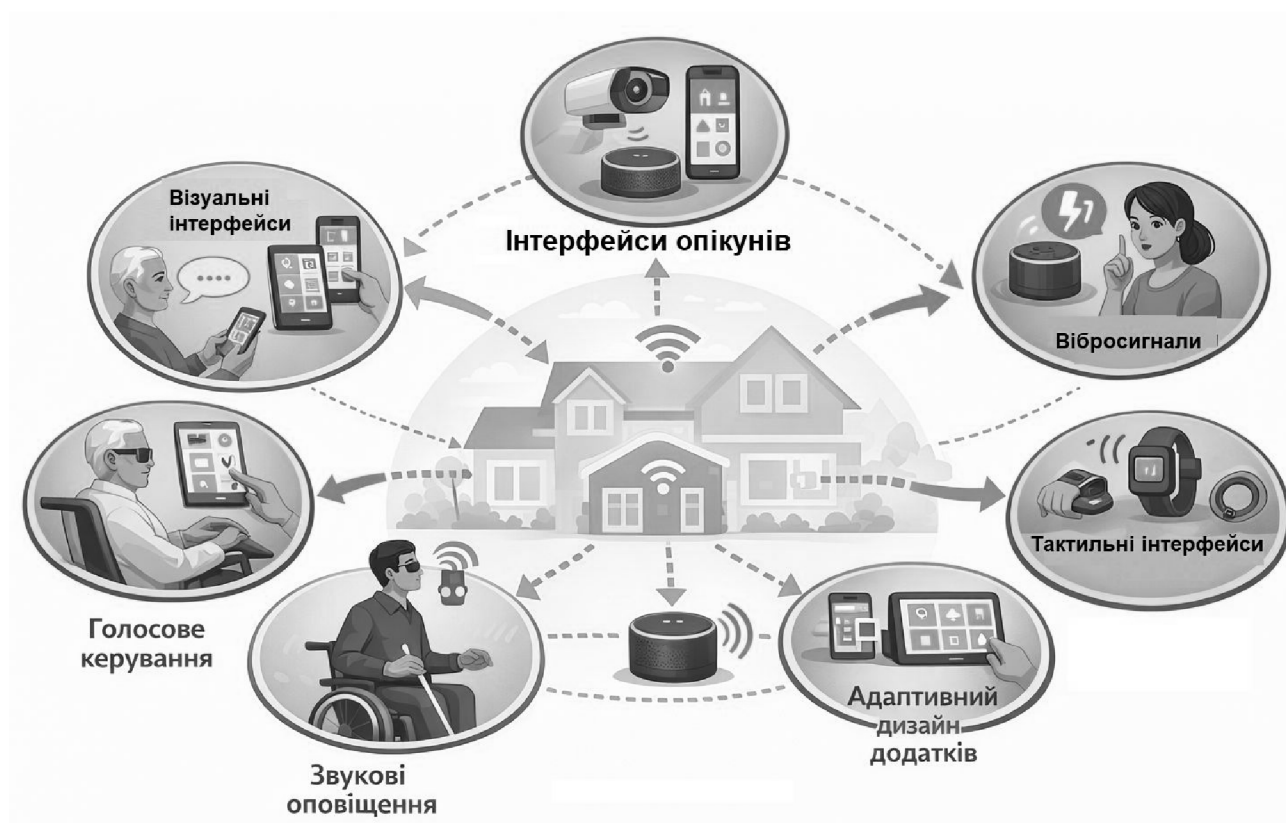 Інтерфейси опікунів
Візуальні
інтерфейси
Вібросигнали
Тактильні інтерфейси
Голосове
керування
Звукові
оповіщення
Адаптивний
дизайн
додатків